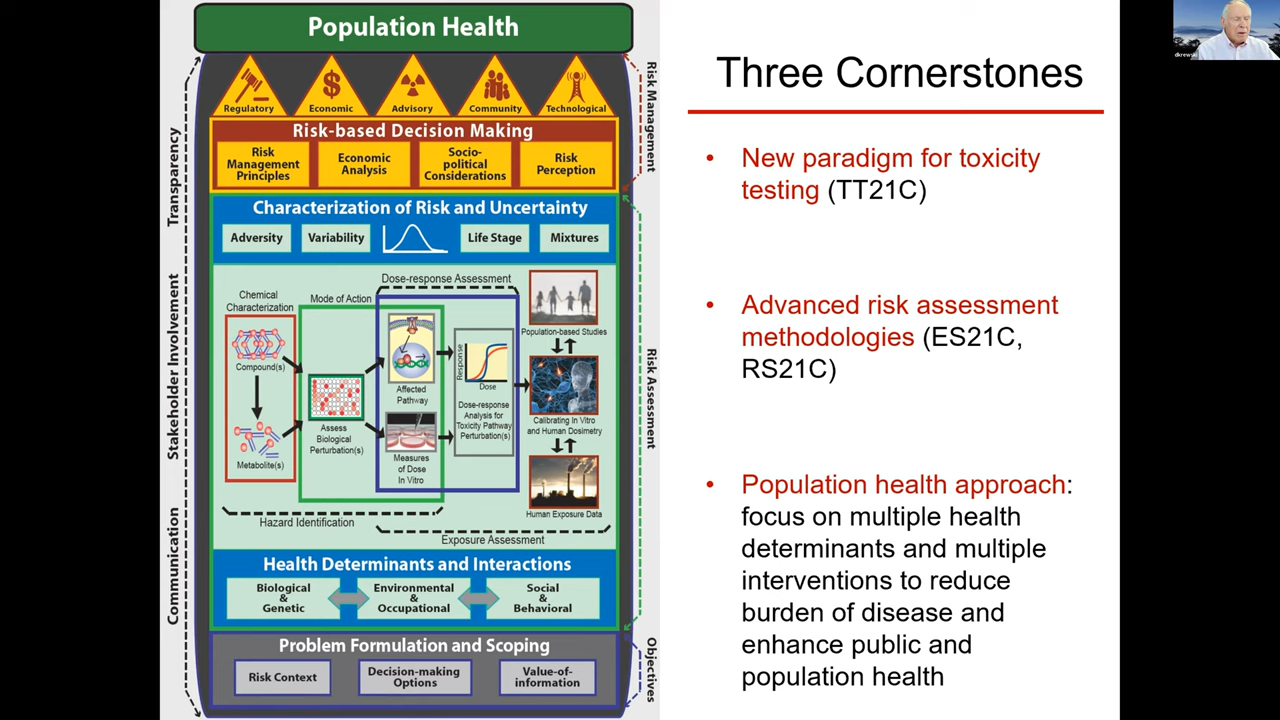 Population Health
Regulatory
Economic
Advisory
Community
Technological
Risk-based Decision Making
Risk
Management
Principles
Economic
Analysis
Socio-
political
Considerations
Risk
Perception
Characterization of Risk and Uncertainty
Adversity
Variability
Life Stage
Mixtures
Dose-response Assessment
Chemical
Characterization
Mode of Action
Compound(s)
Metabolite(s)
Assess
Biological
Perturbation(s)
Affected
Pathway
Measures
of Dose
In Vitro
Response
Dose
Dose-response
Analysis for
Toxicity Pathway
Perturbation(s)
Population-based Studies
Calibrating In Vitro
and Human Dosimetry
Human Exposure Data
Hazard Identification
Exposure Assessment
Health Determinants and Interactions
Biological
&
Genetic
Environmental
&
Occupational
Social
&
Behavioral
Problem Formulation and Scoping
Risk Context
Decision-making
Options
Value-of-
information
Transparency
Stakeholder Involvement
Communication
Risk Management
Risk Assessment
Objectives
Three Cornerstones
• New paradigm for toxicity
testing (TT21C)
• Advanced risk assessment
methodologies (ES21C,
RS21C)
• Population health approach:
focus on multiple health
determinants and multiple
interventions to reduce
burden of disease and
enhance public and
population health